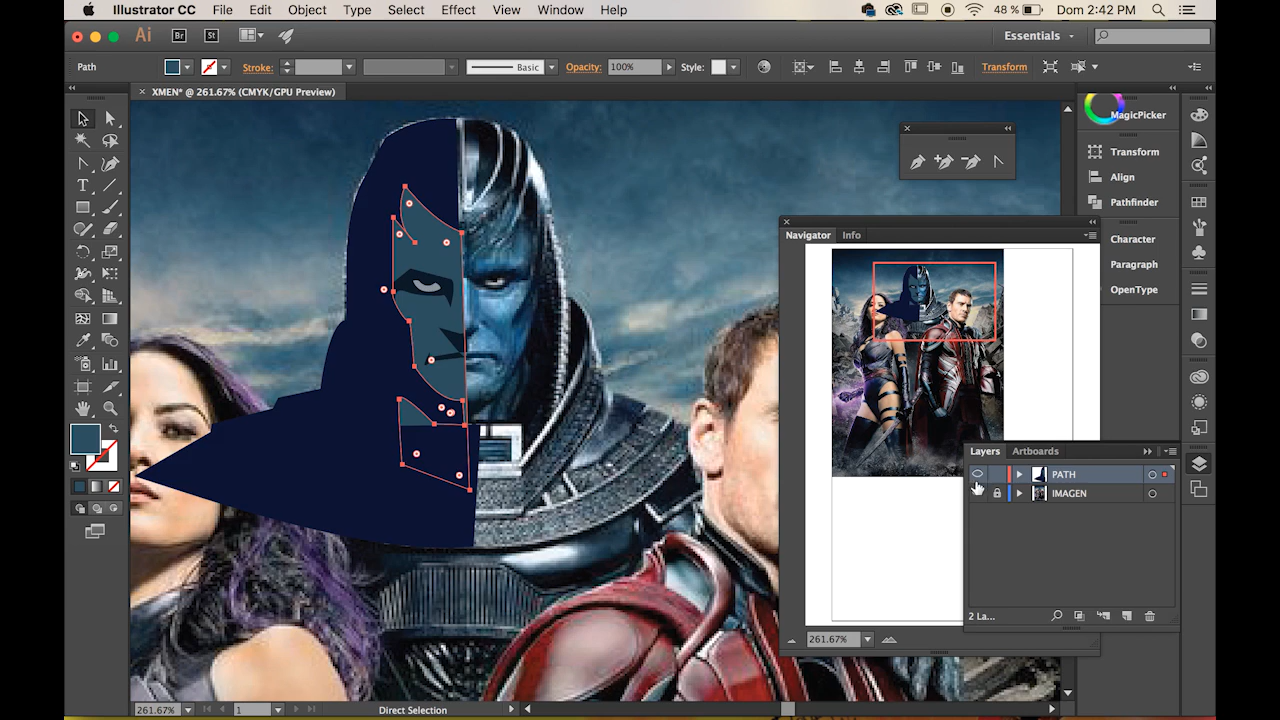 Illustrator CC File Edit Object Type Select Effect View Window Help 48 % Dom 2:42 PM
Ai Br St Essentials
Path Stroke: Basic Opacity: 100% Style: Transform
× XMEN* @ 261.67% (CMYK/GPU Preview)
MagicPicker
Transform
Align
Pathfinder
Character
Paragraph
OpenType
Navigator Info
Layers Artboards
PATH
IMAGEN
2 La...
261.67%
261.67% 1 Direct Selection